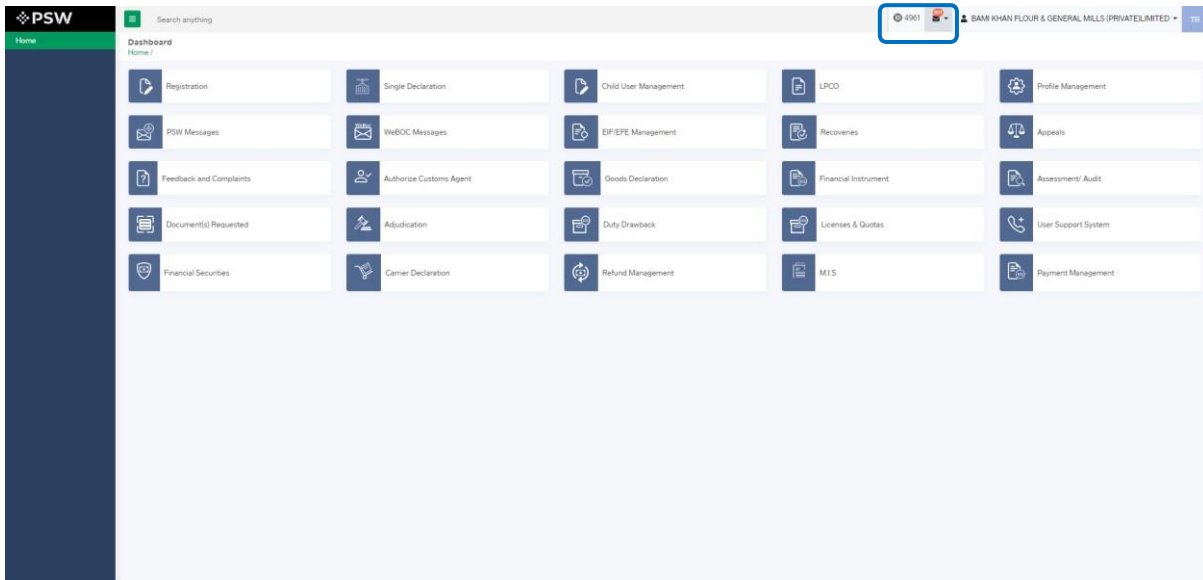 PSW
Search anything
4961
BAMI KHAN FLOUR & GENERAL MILLS (PRIVATE)LIMITED
TR
Home
Dashboard
Home /
Registration
Single Declaration
Child User Management
LPCO
Profile Management
PSW Messages
WeBOC Messages
EIF/EFE Management
Recoveries
Appeals
Feedback and Complaints
Authorize Customs Agent
Goods Declaration
Financial Instrument
Assessment/ Audit
Document(s) Requested
Adjudication
Duty Drawback
Licenses & Quotas
User Support System
Financial Securities
Carrier Declaration
Refund Management
M.I.S
Payment Management